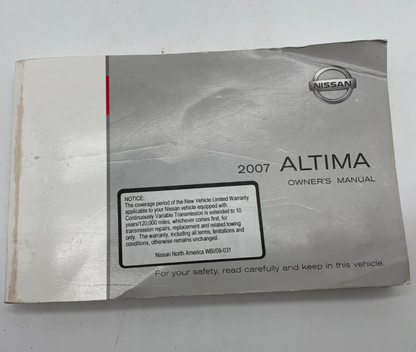 NISSAN
2007 ALTIMA
OWNER'S MANUAL
NOTICE:
The coverage period of the New Vehicle Limited Warranty
applicable to your Nissan vehicle equipped with
Continuously Variable Transmission is extended to 10
years/120,000 miles, whichever comes first, for
transmission repairs, replacement and related towing
only. The warranty, including all terms, limitations and
conditions, otherwise remains unchanged.
Nissan North America WBI/09-031
For your safety, read carefully and keep in this vehicle.